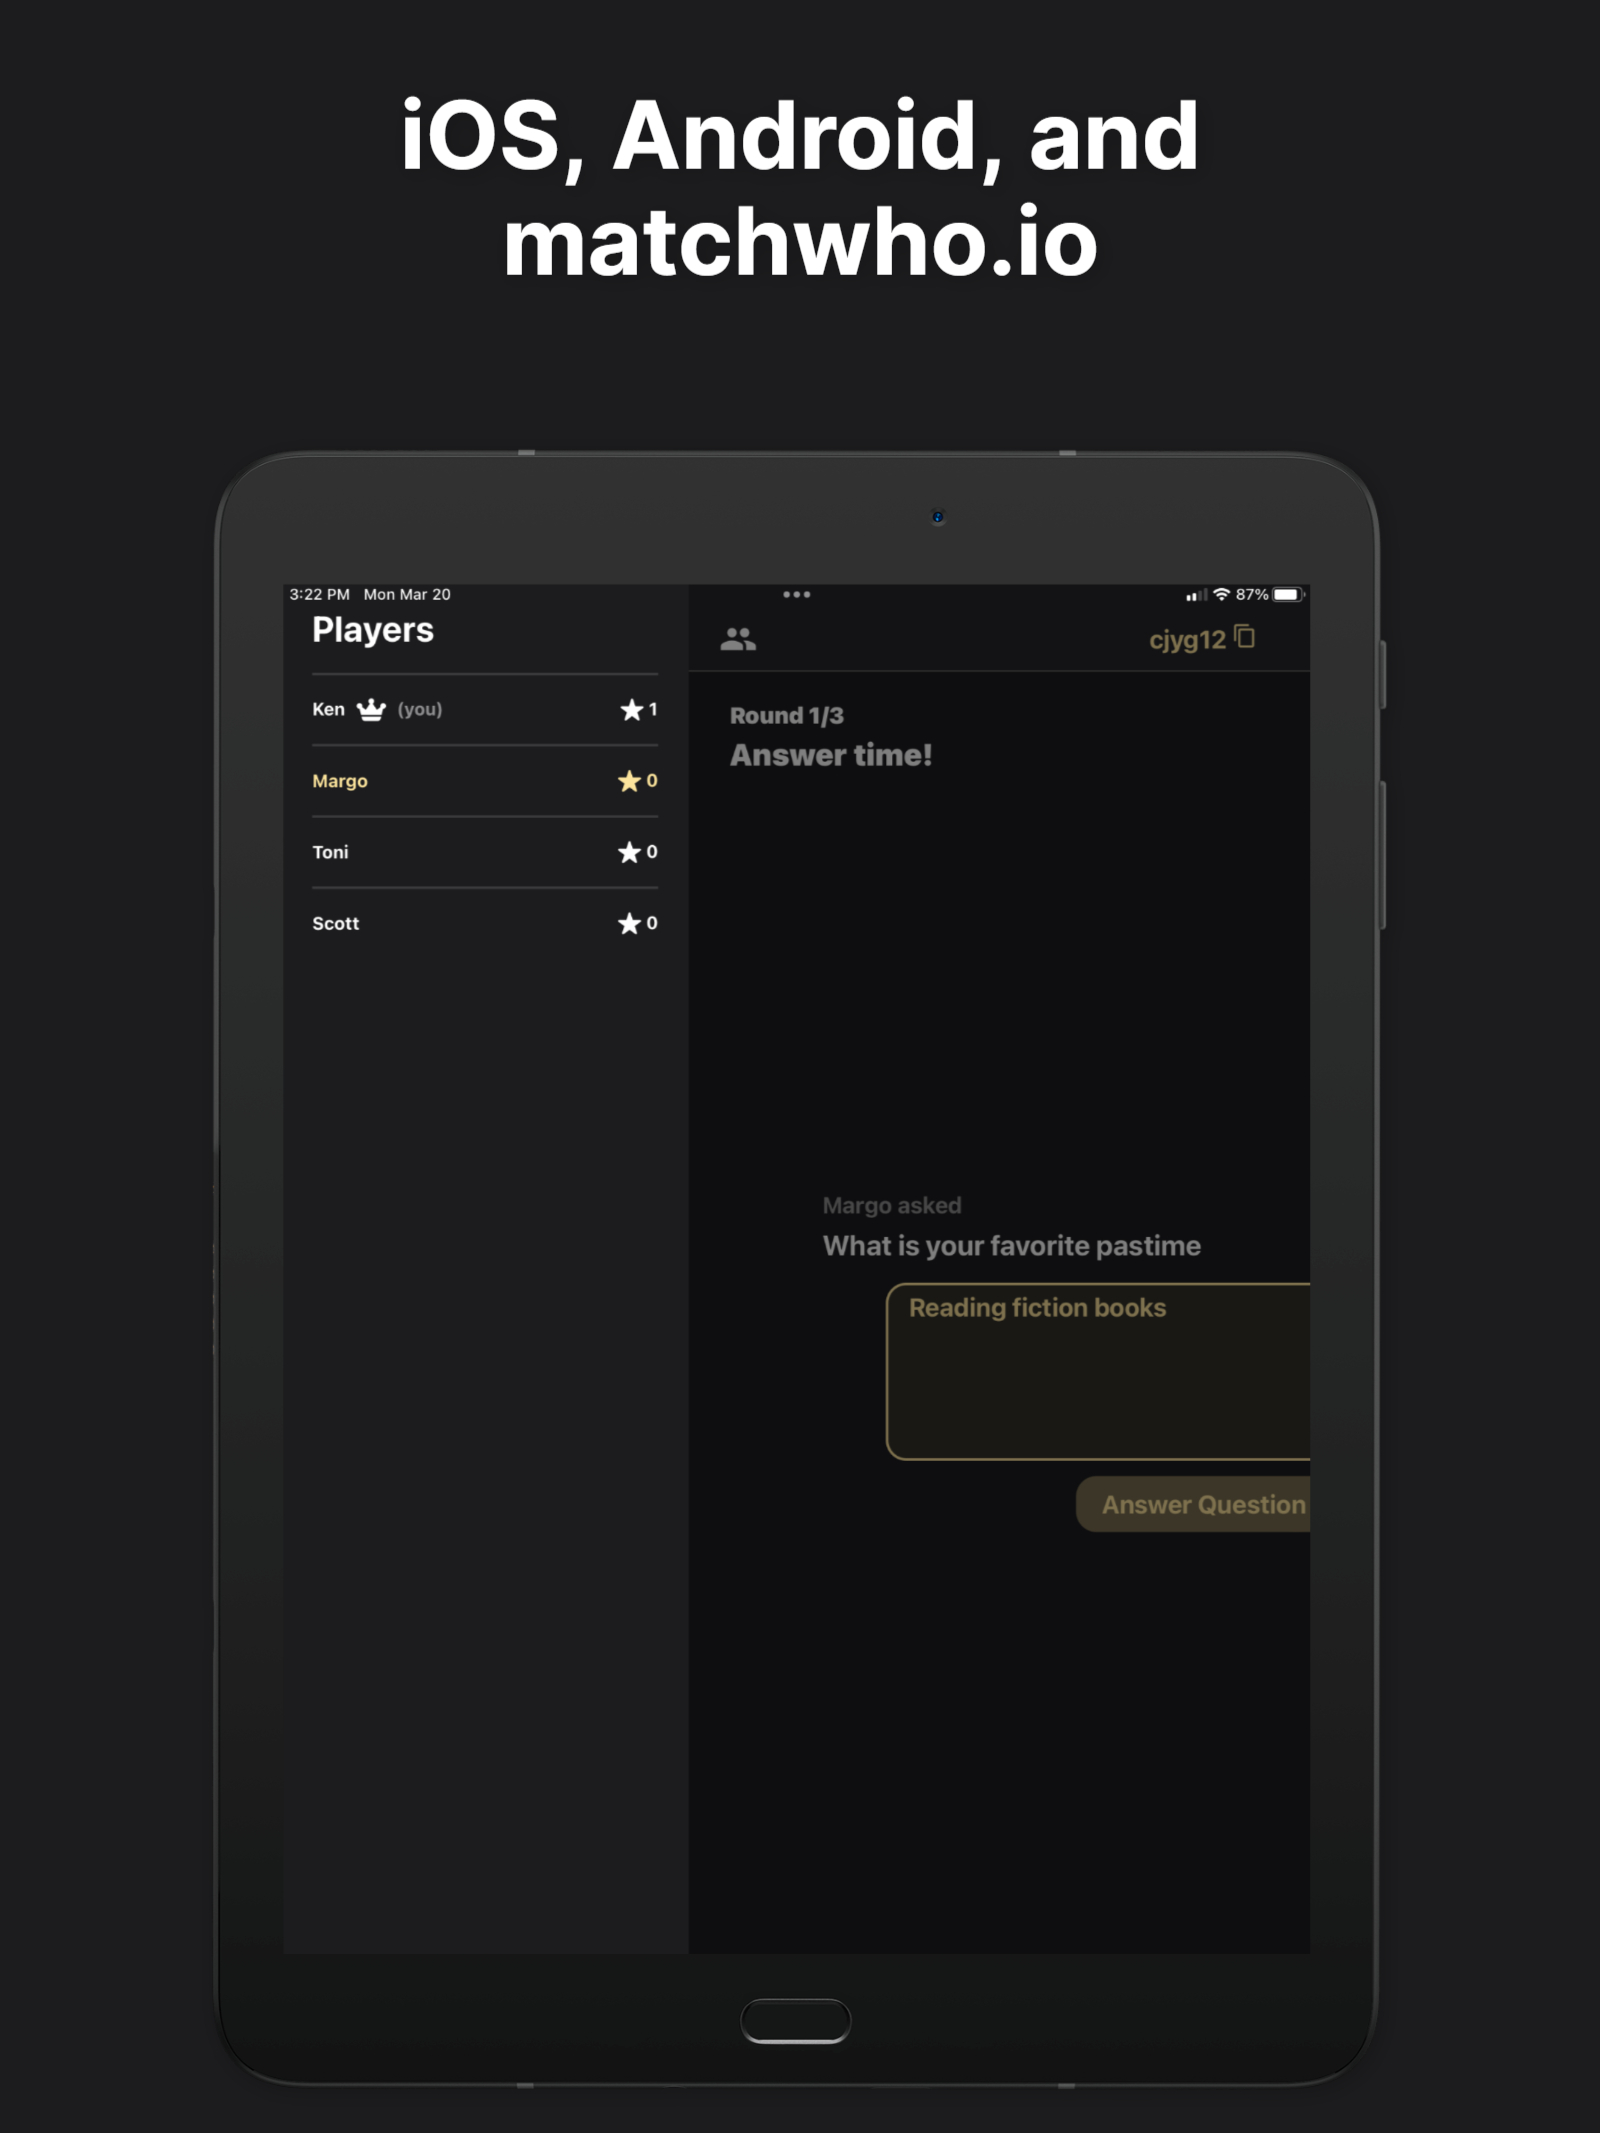 iOS, Android, and
matchwho.io
3:22 PM Mon Mar 20
87%
Players
cjyg12
Ken (you) 1
Margo 0
Toni 0
Scott 0
Round 1/3
Answer time!
Margo asked
What is your favorite pastime
Reading fiction books
Answer Question